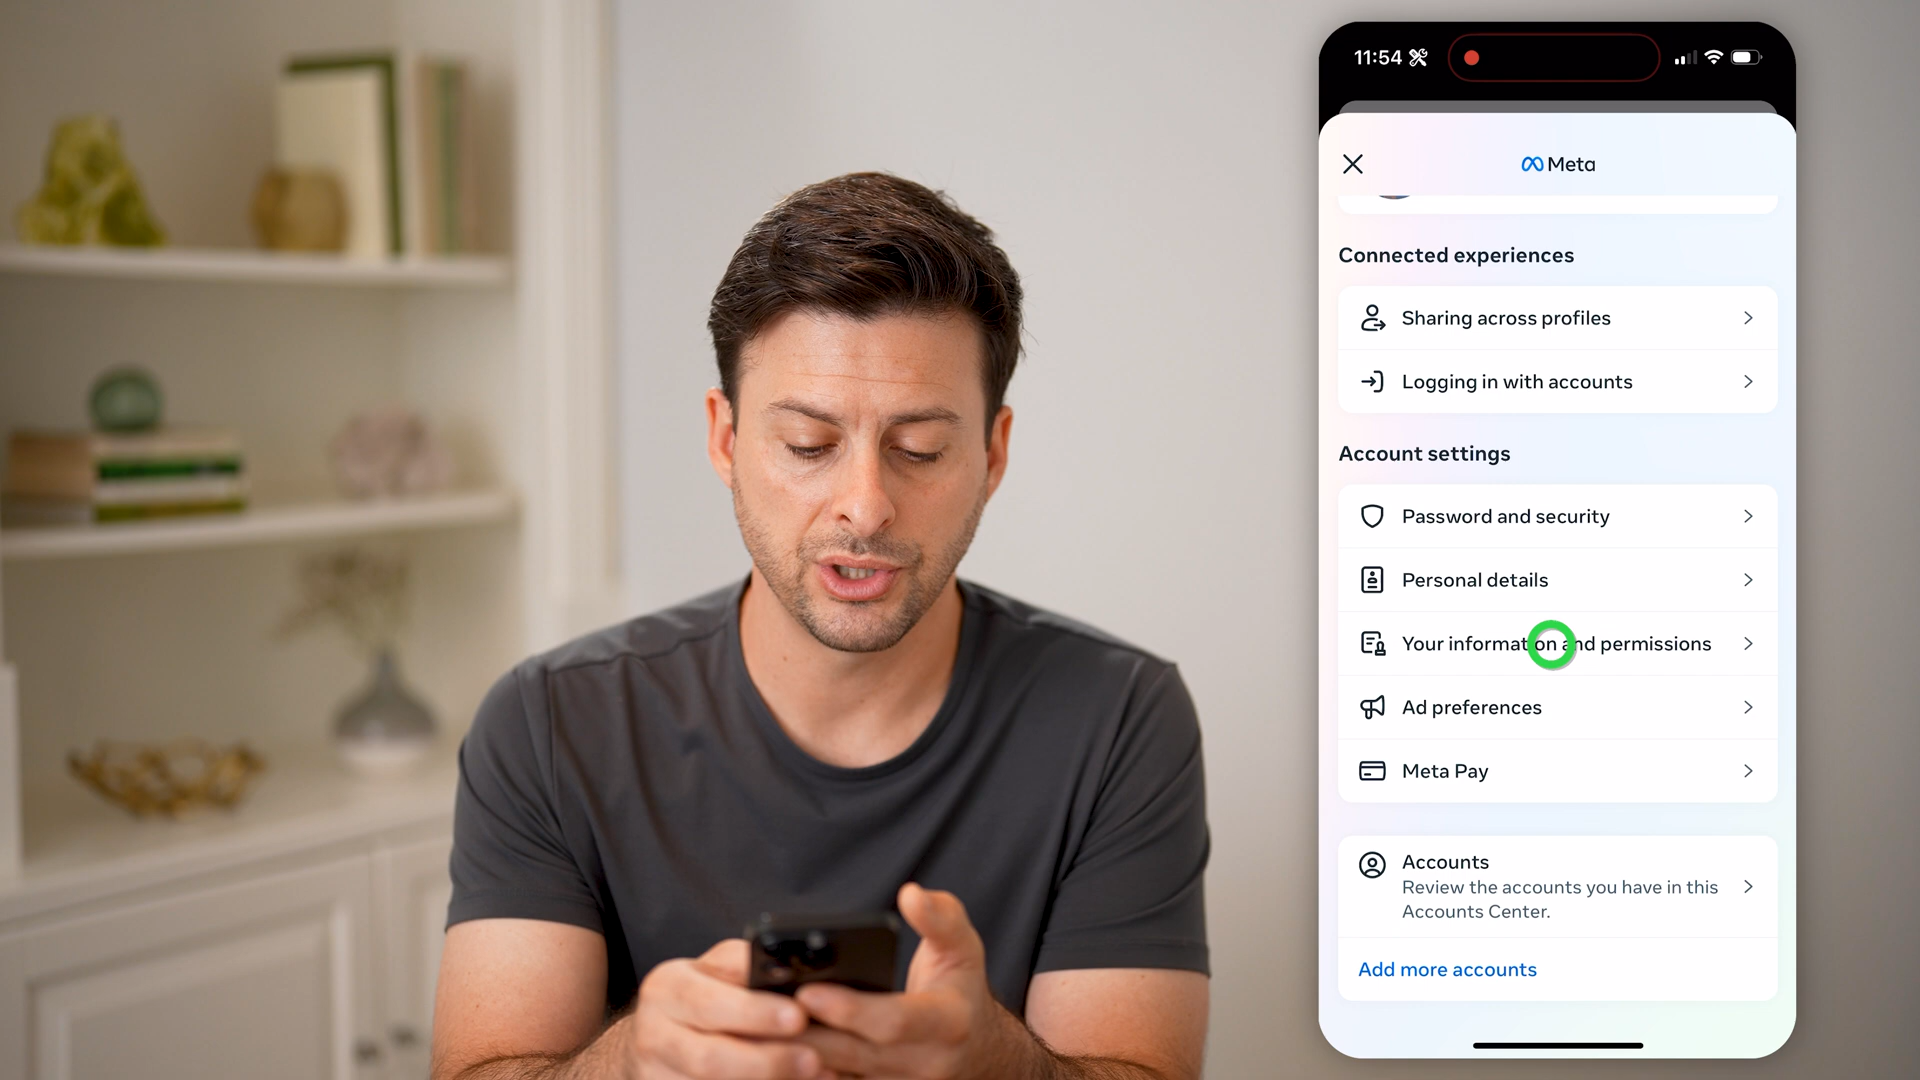 11:54
Meta
Connected experiences
Sharing across profiles
Logging in with accounts
Account settings
Password and security
Personal details
Your information and permissions
Ad preferences
Meta Pay
Accounts
Review the accounts you have in this
Accounts Center.
Add more accounts